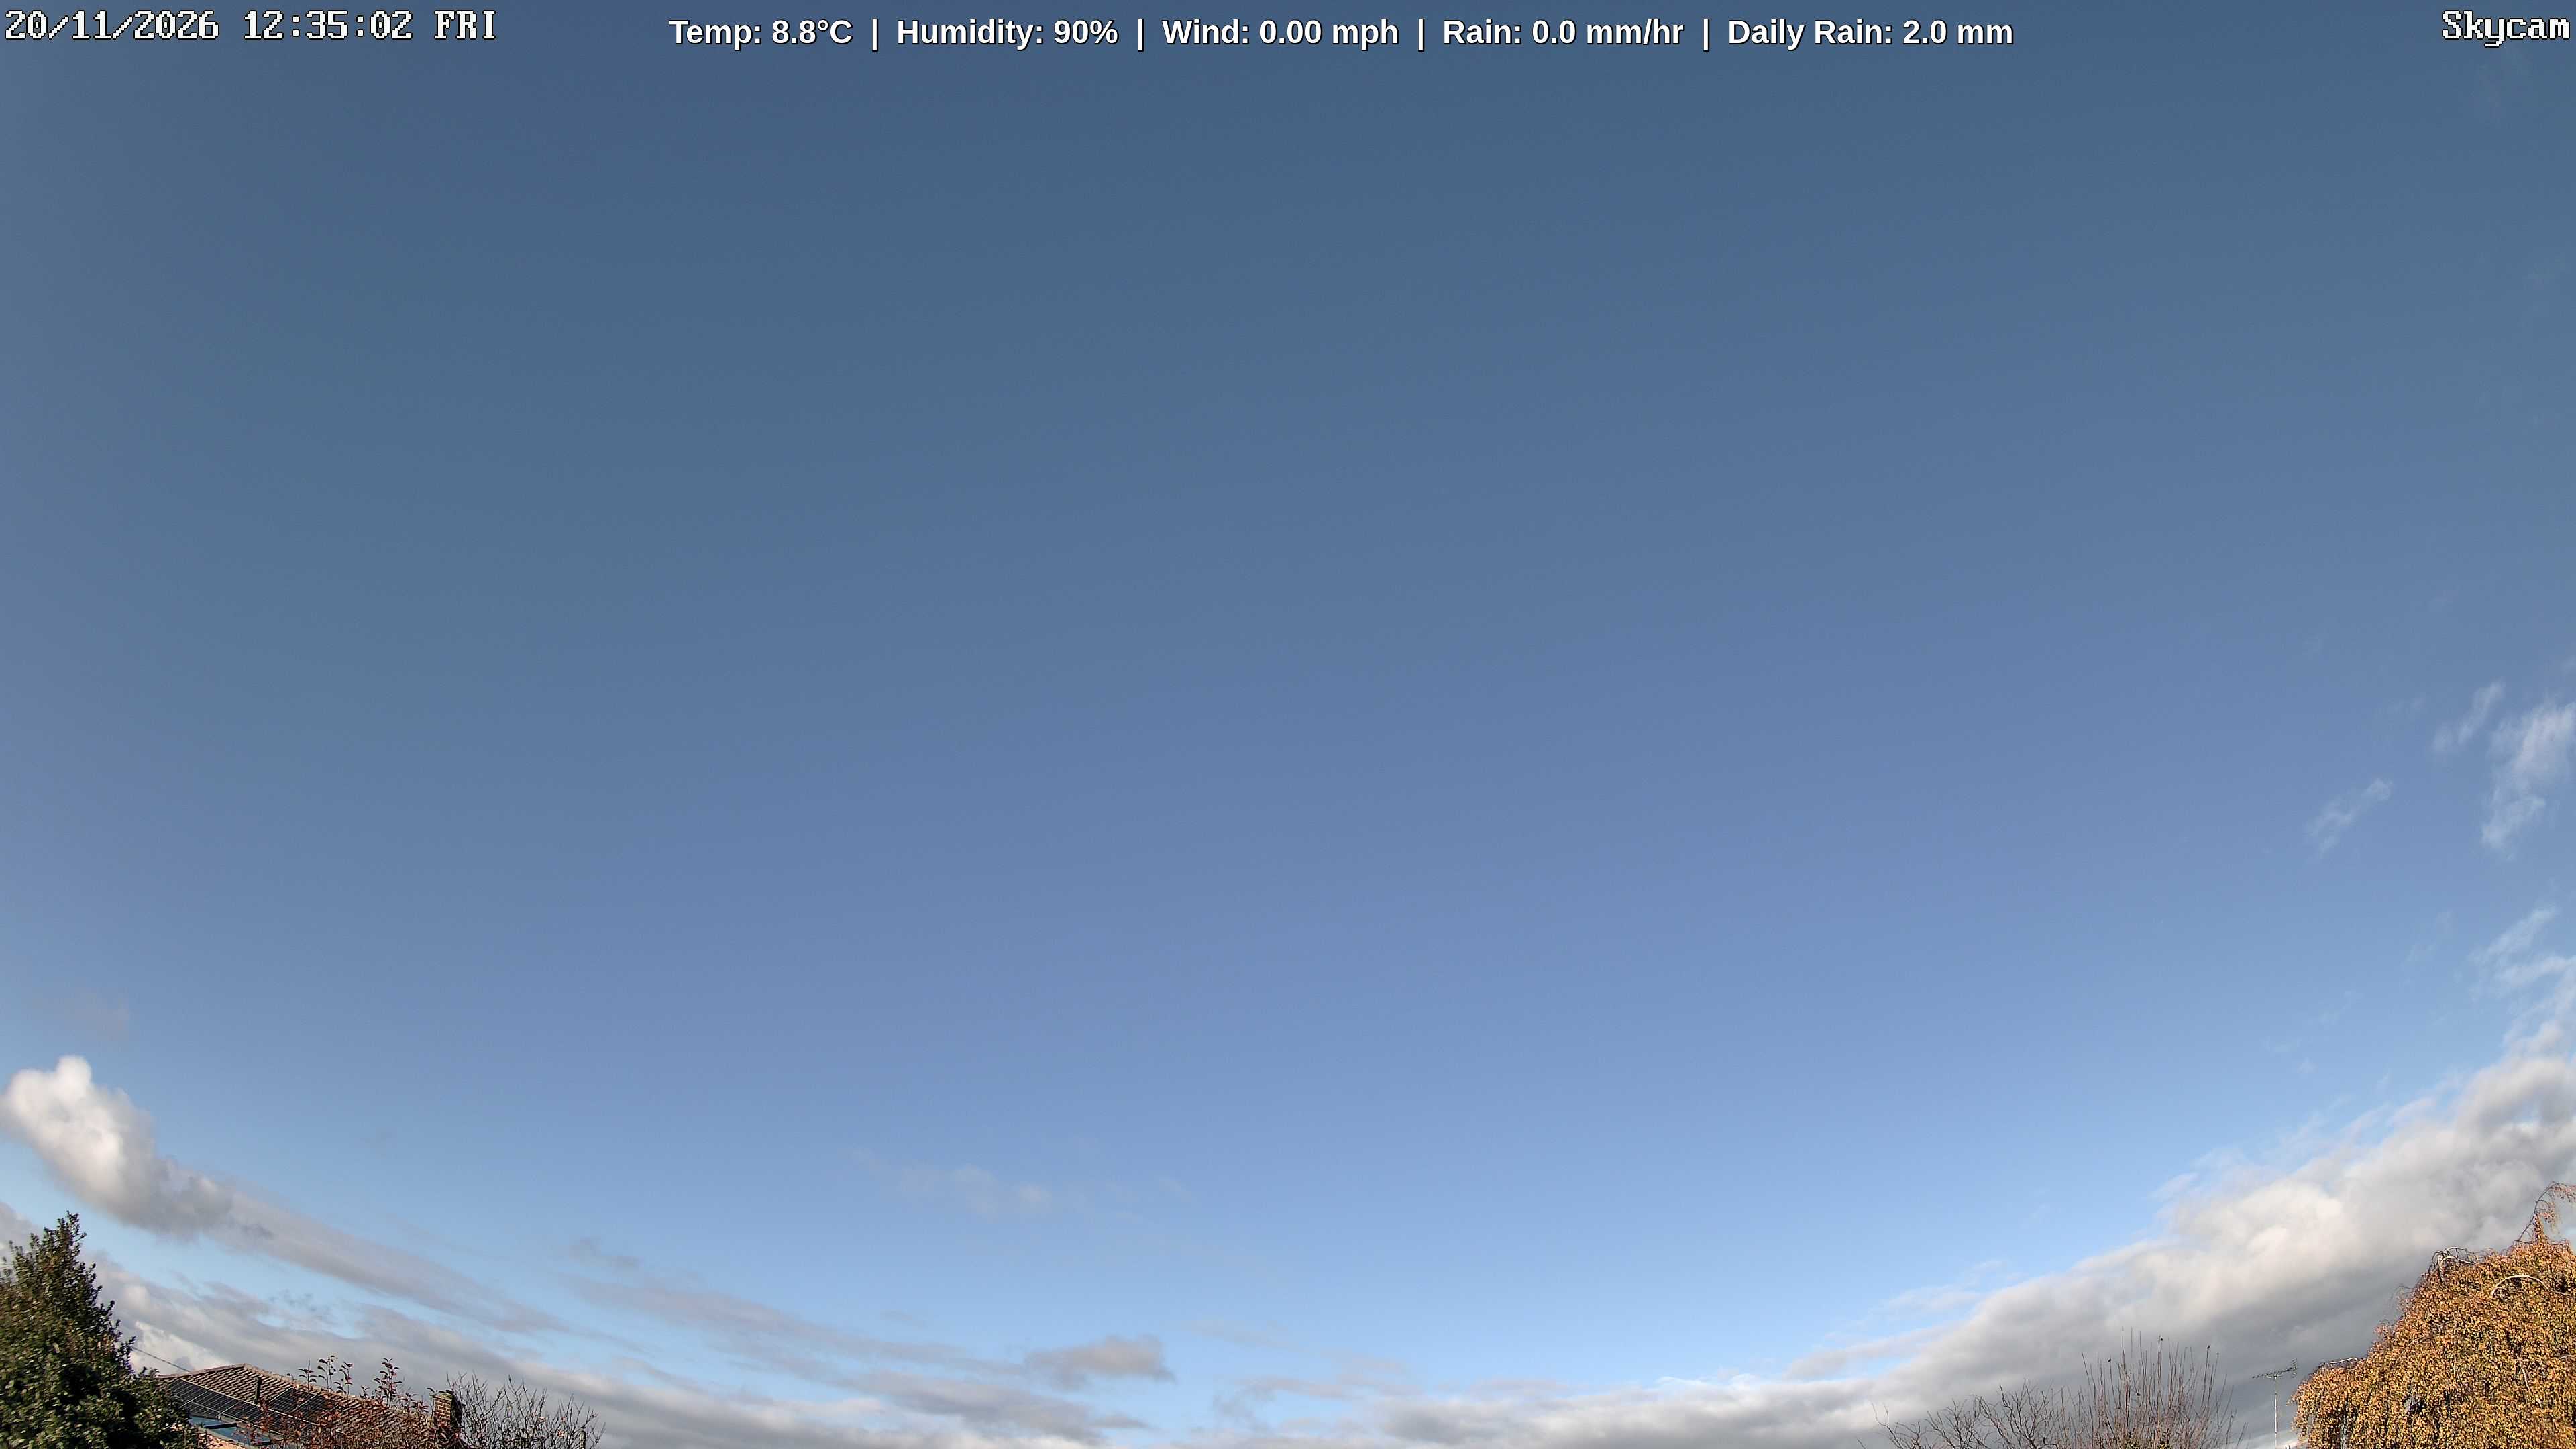 20/11/2026 12:35:02 FRI
Temp: 8.8°C | Humidity: 90% | Wind: 0.00 mph | Rain: 0.0 mm/hr | Daily Rain: 2.0 mm
Skycam